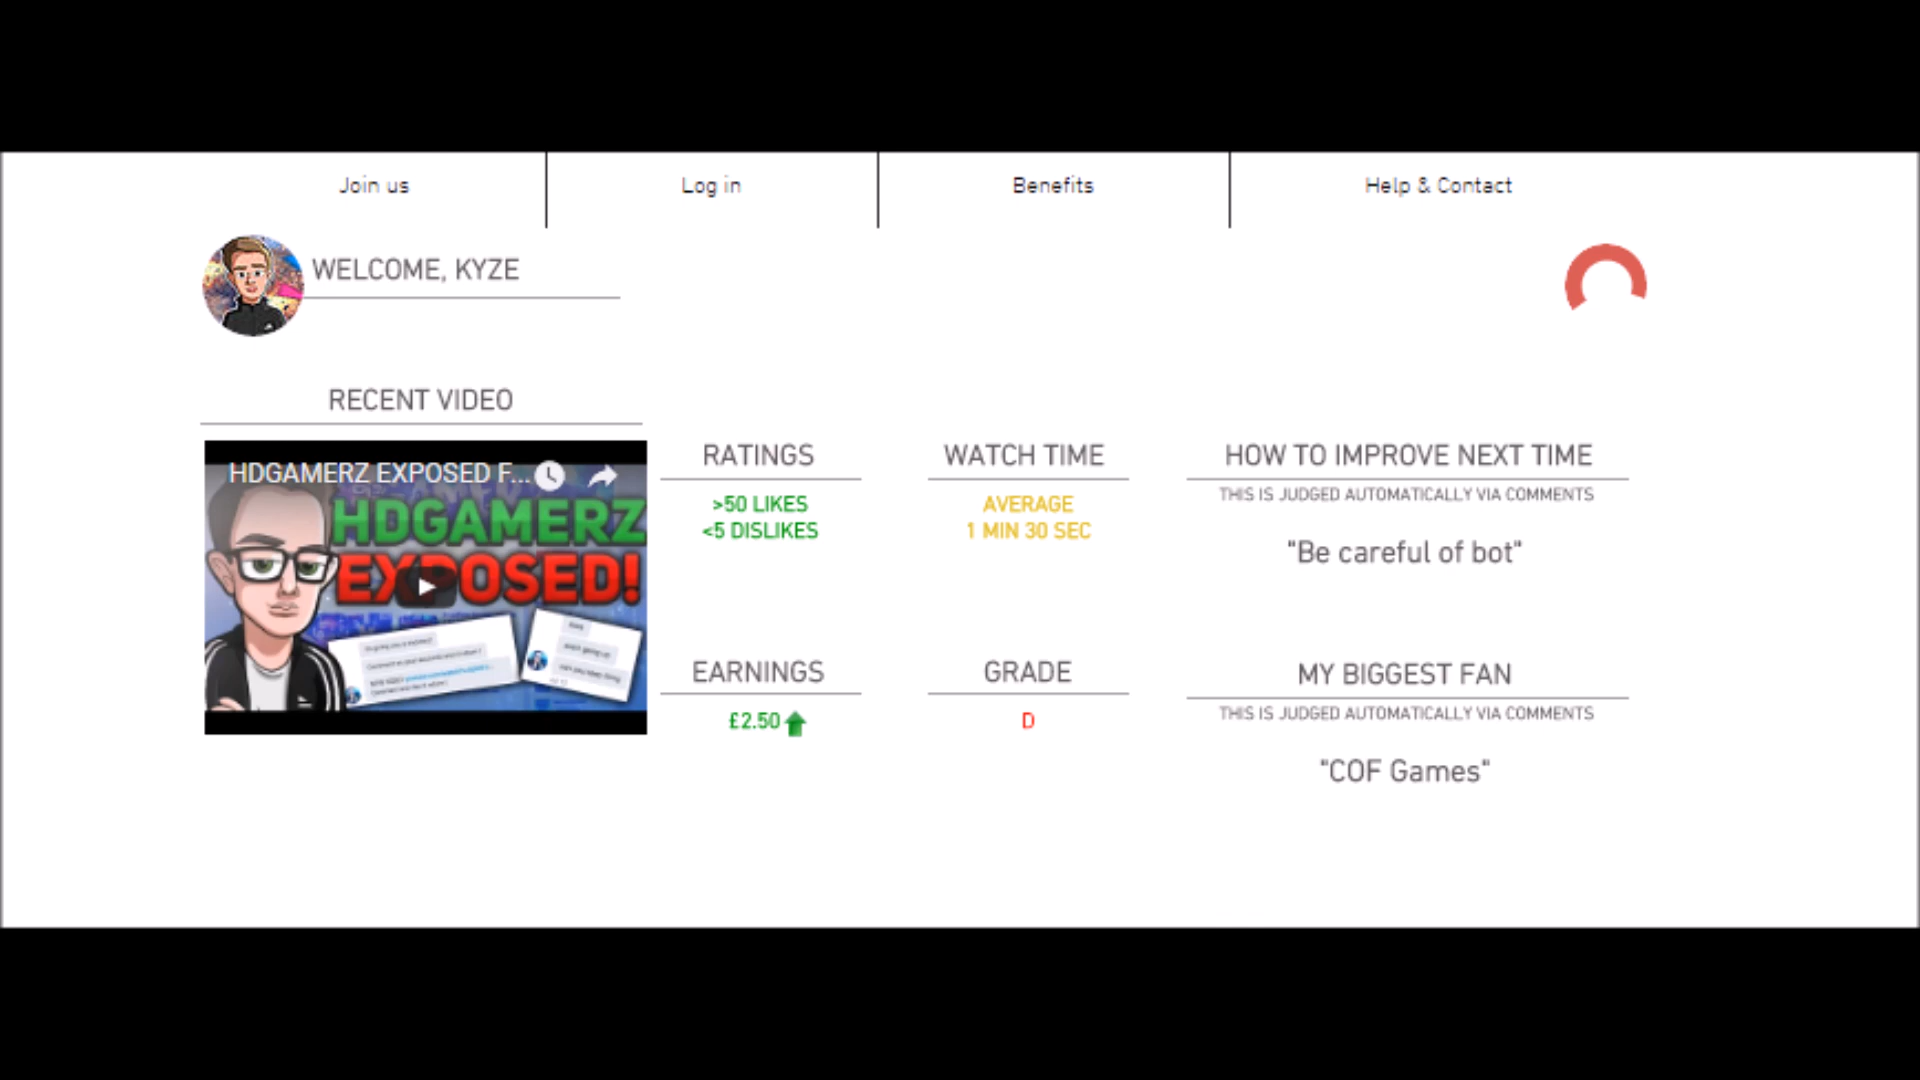 Join us
Log in
Benefits
Help & Contact
WELCOME, KYZE
RECENT VIDEO
HDGAMERZ EXPOSED F...
HDGAMERZ
EXPOSED!
RATINGS
>50 LIKES
<5 DISLIKES
WATCH TIME
AVERAGE
1 MIN 30 SEC
HOW TO IMPROVE NEXT TIME
THIS IS JUDGED AUTOMATICALLY VIA COMMENTS
"Be careful of bot"
EARNINGS
£2.50
GRADE
D
MY BIGGEST FAN
THIS IS JUDGED AUTOMATICALLY VIA COMMENTS
"COF Games"